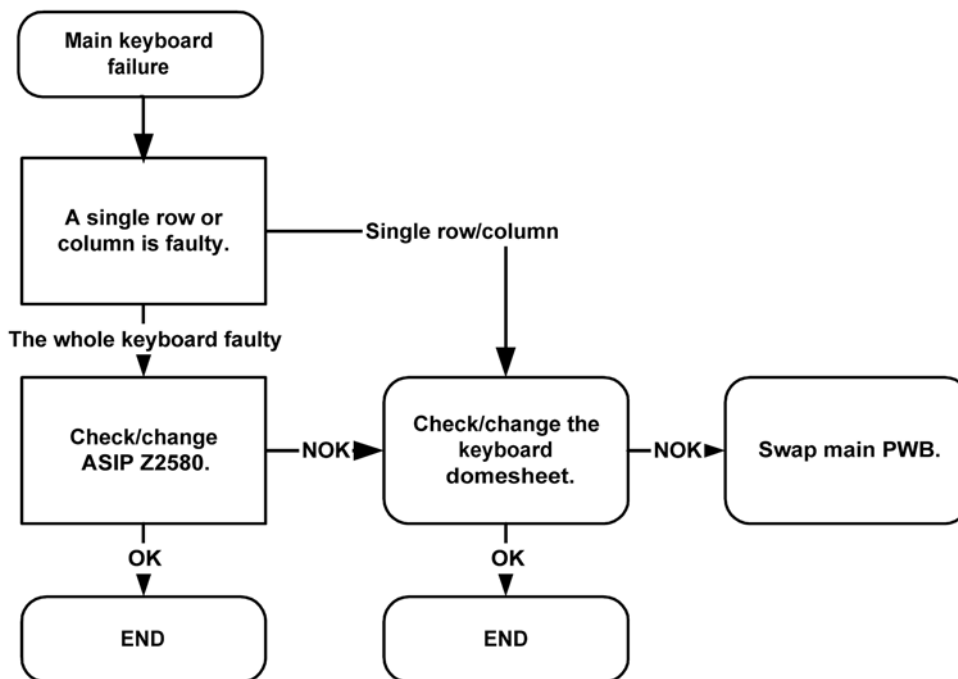 Main keyboard
failure
A single row or
column is faulty.
Single row/column
The whole keyboard faulty
Check/change
ASIP Z2580.
NOK
Check/change the
keyboard
domesheet.
NOK
Swap main PWB.
OK
OK
END
END